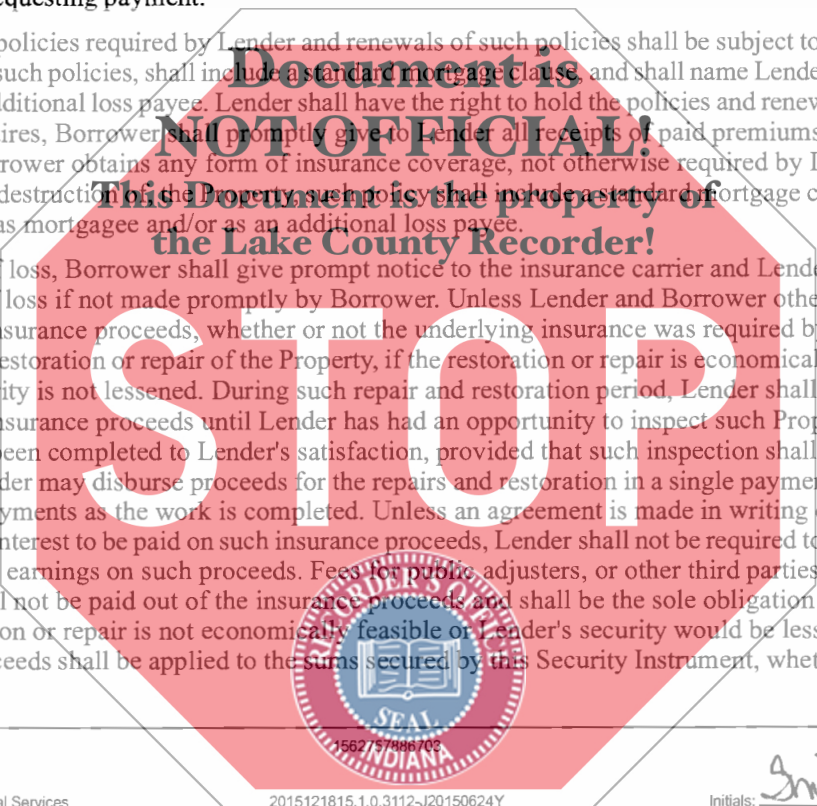 equesting payment.
policies required by Lender and renewals of such policies shall be subject to
such policies, shall include a standard mortgage clause, and shall name Lende
dditional loss payee. Lender shall have the right to hold the policies and renew
ires, Borrower shall promptly give to Lender all receipts of paid premiums
rrower obtains any form of insurance coverage, not otherwise required by L
destruction of, the Property, such policy shall include a standard mortgage c
as mortgagee and/or as an additional loss payee.
Document is
NOT OFFICIAL!
This Document is the property of
the Lake County Recorder!
f loss, Borrower shall give prompt notice to the insurance carrier and Lende
loss if not made promptly by Borrower. Unless Lender and Borrower othe
nsurance proceeds, whether or not the underlying insurance was required by
estoration or repair of the Property, if the restoration or repair is economical
rity is not lessened. During such repair and restoration period, Lender shall
nsurance proceeds until Lender has had an opportunity to inspect such Prop
been completed to Lender's satisfaction, provided that such inspection shall
der may disburse proceeds for the repairs and restoration in a single payme
yments as the work is completed. Unless an agreement is made in writing
nterest to be paid on such insurance proceeds, Lender shall not be required to
earnings on such proceeds. Fees for public adjusters, or other third parties
l not be paid out of the insurance proceeds and shall be the sole obligation
on or repair is not economically feasible or Lender's security would be less
ceeds shall be applied to the sums secured by this Security Instrument, whet
STOP
RECORDER'S OFFICE
SEAL
INDIANA
1562757886703
al Services
2015121815.1.0.3112-J20150624Y
Initials: